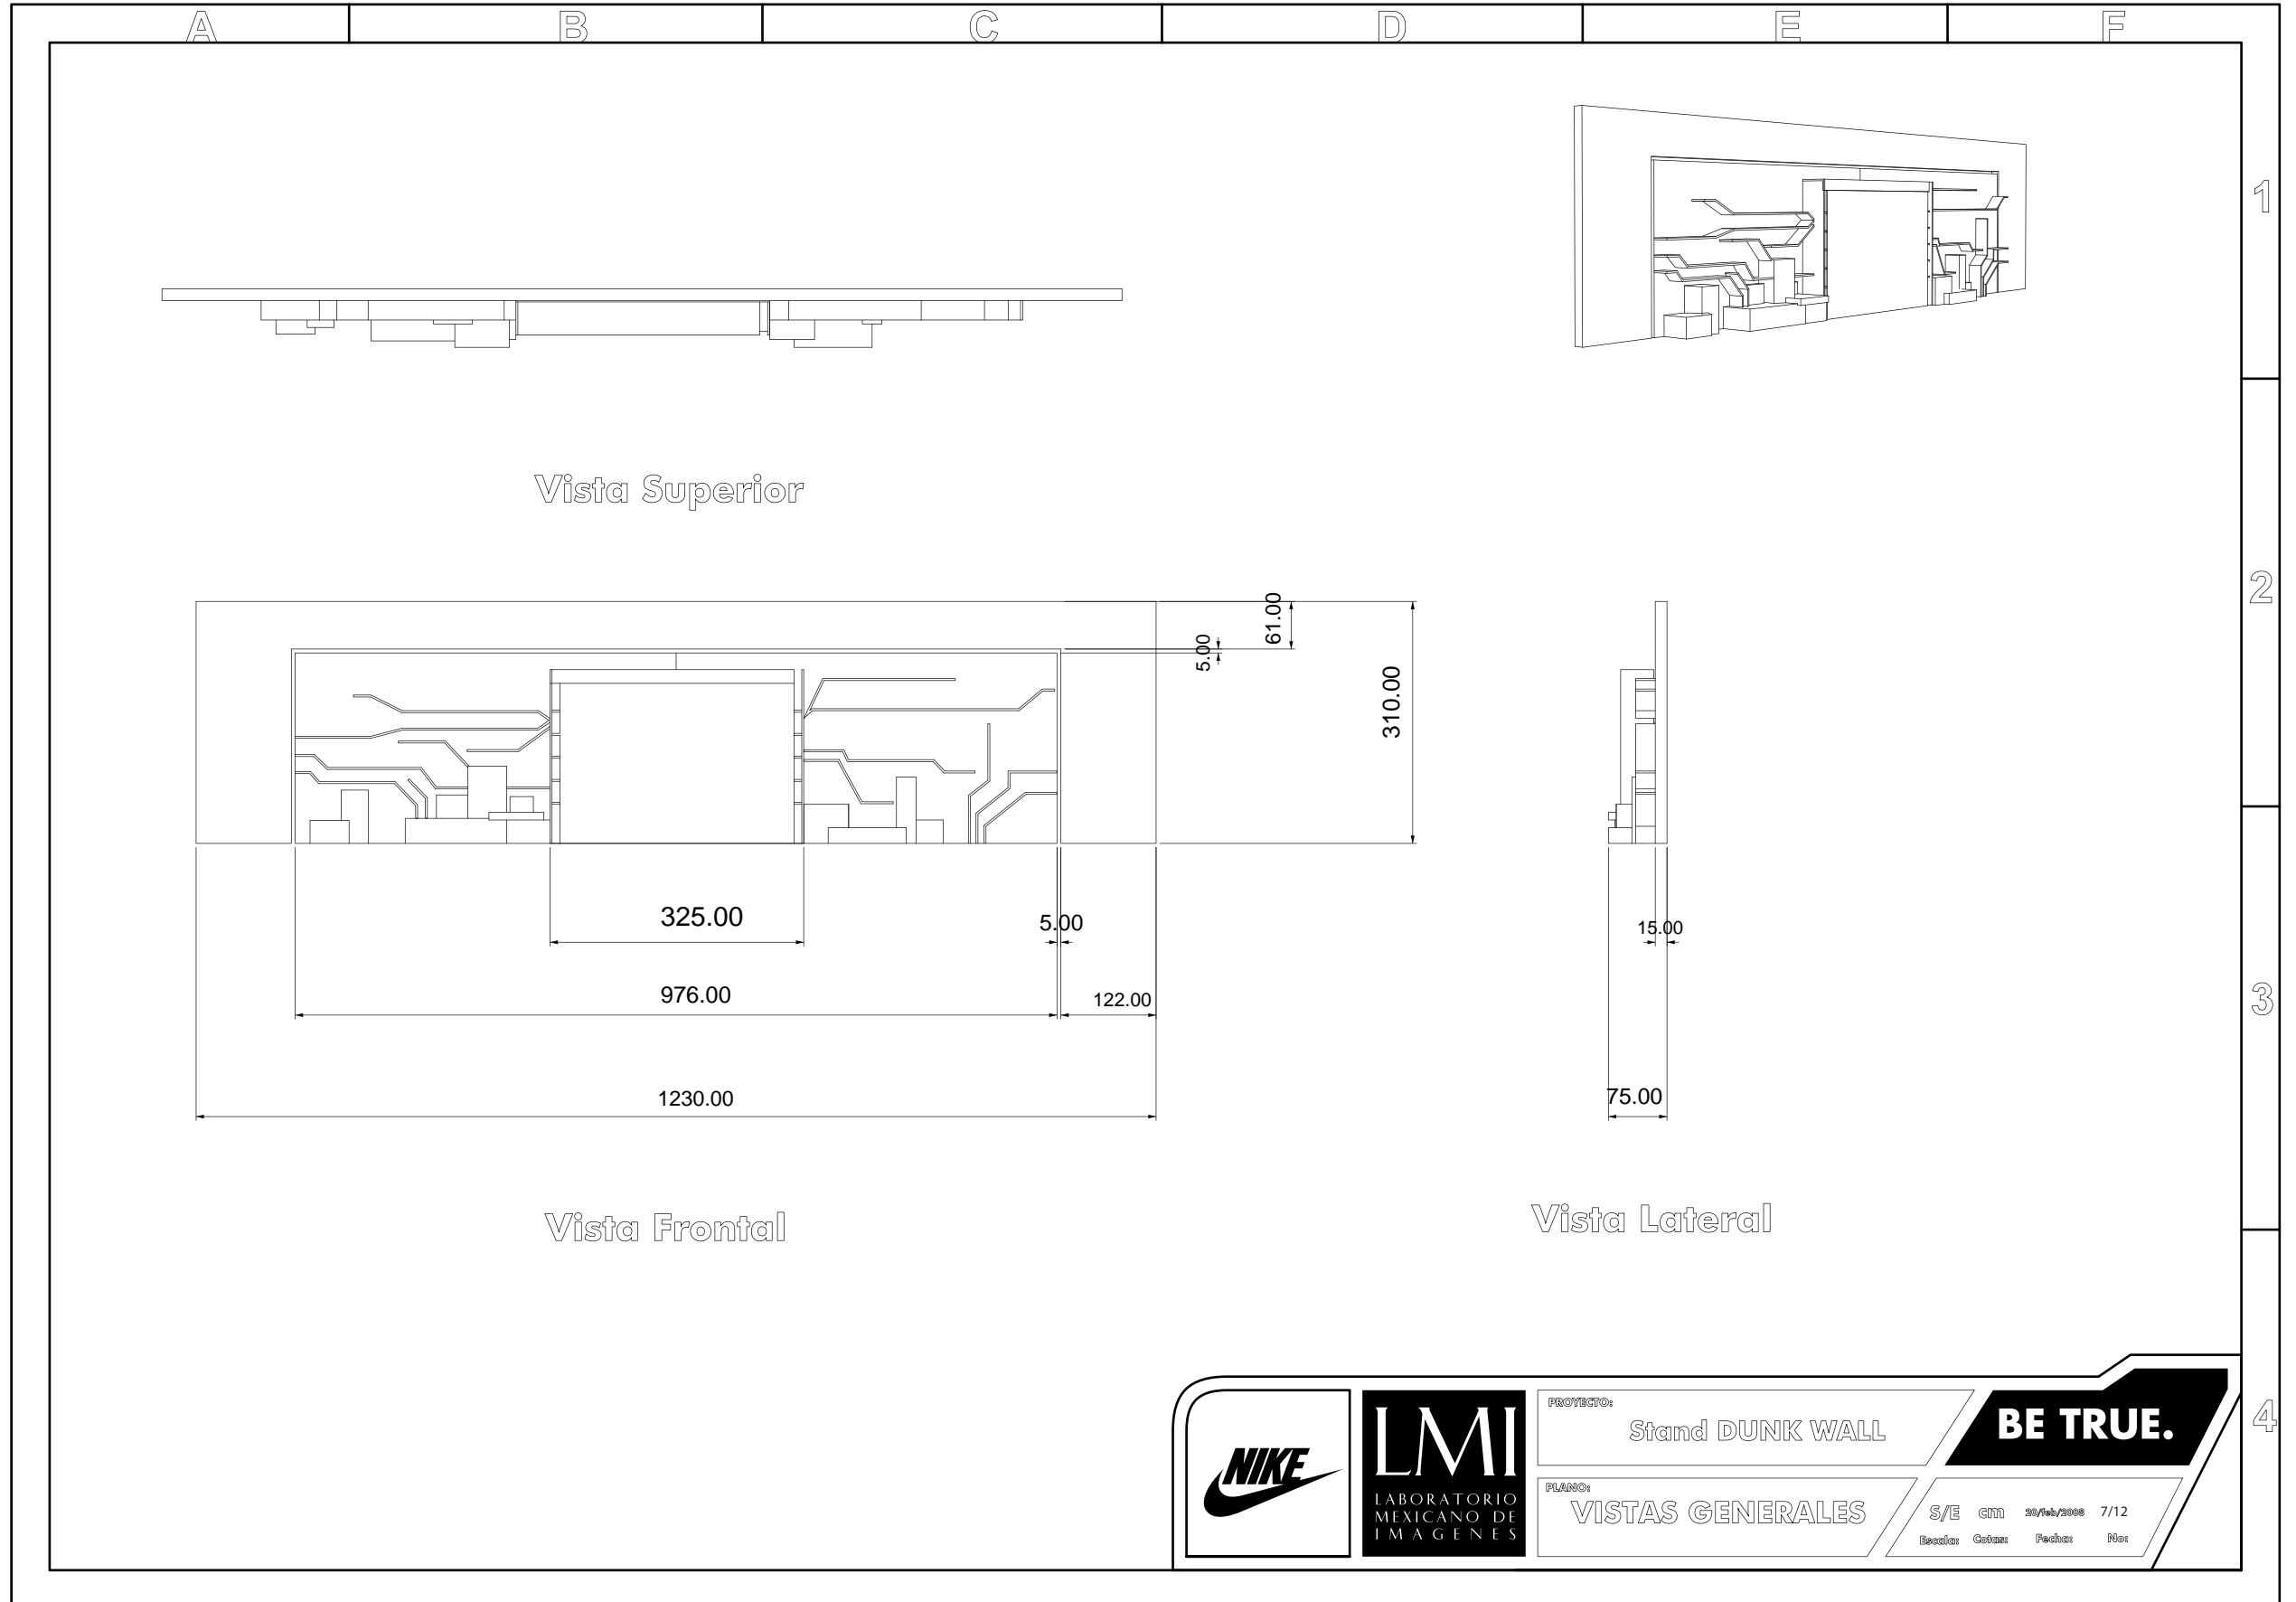 A B C D E F
1
Vista Superior
2
61.00
5.00
310.00
325.00
5.00
15.00
976.00
122.00
3
1230.00
75.00
Vista Frontal
Vista Lateral
4
NIKE
LMI
LABORATORIO
MEXICANO DE
IMAGENES
PROYECTO:
Stand DUNK WALL
BE TRUE.
PLANO:
VISTAS GENERALES
S/E cm 20/feb/2008 7/12
Escala: Cotas: Fecha: No: